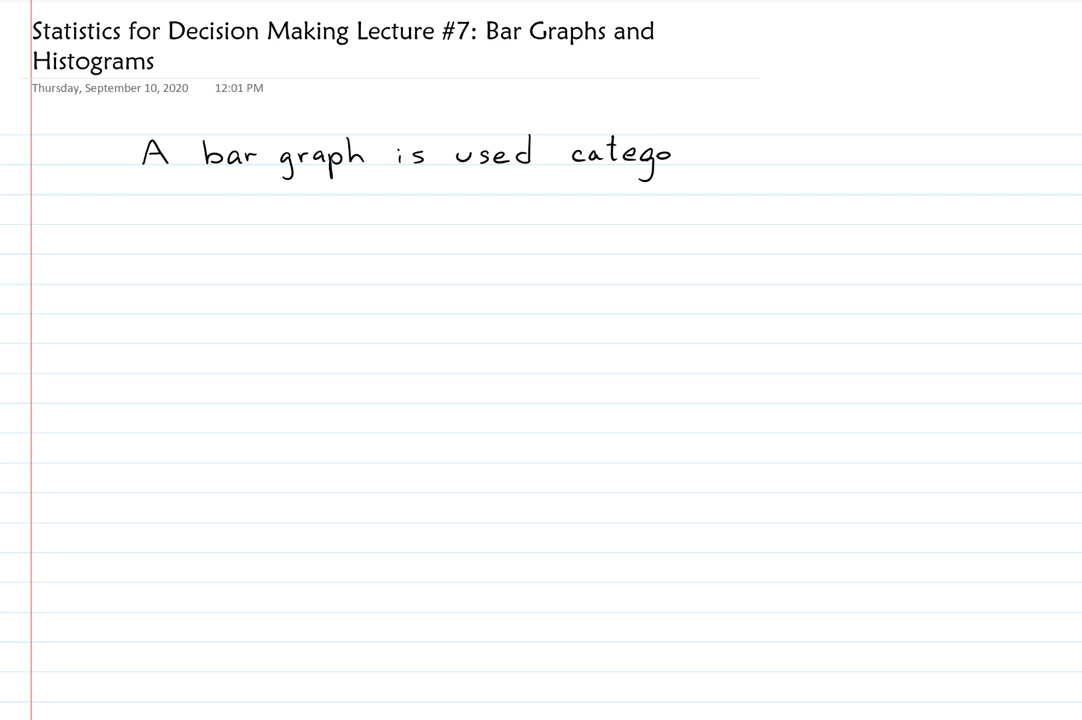 Statistics for Decision Making Lecture #7: Bar Graphs and
Histograms
Thursday, September 10, 2020 12:01 PM
A bar graph is used catego